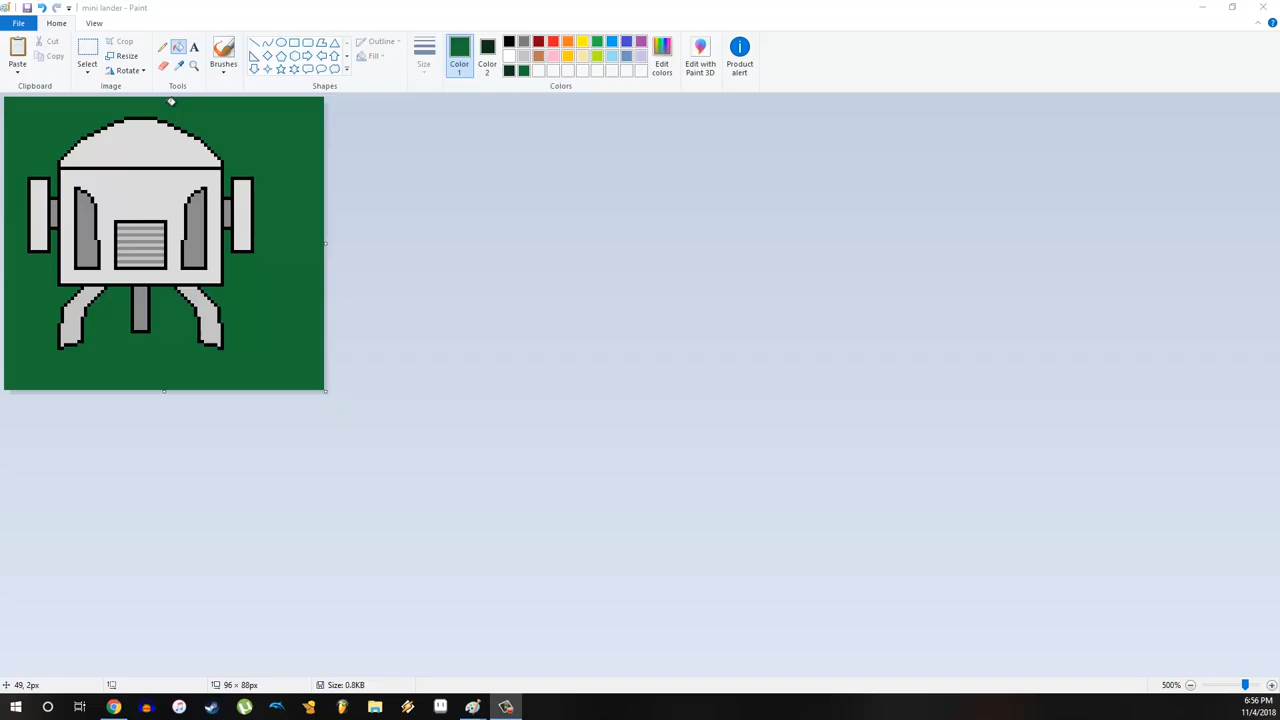 mini lander - Paint
File Home View
Paste Cut Copy Clipboard
Select Crop Resize Rotate Image
A Tools
Brushes
Shapes Outline Fill
Size
Color 1 Color 2 Colors
Edit colors
Edit with Paint 3D
Product alert
49, 2px 96 × 88px Size: 0.8KB 500%
6:56 PM
11/4/2018